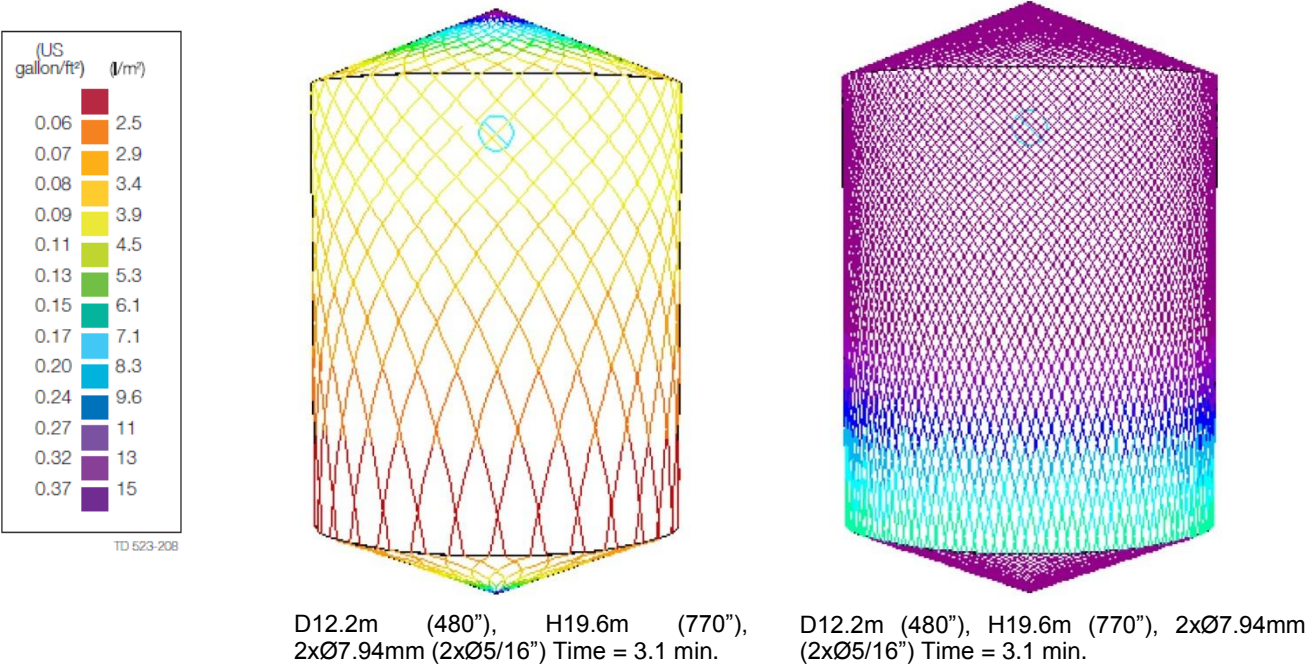 (US
gallon/ft²) (l/m²)
0.06 2.5
0.07 2.9
0.08 3.4
0.09 3.9
0.11 4.5
0.13 5.3
0.15 6.1
0.17 7.1
0.20 8.3
0.24 9.6
0.27 11
0.32 13
0.37 15
TD 523-208
D12.2m (480”), H19.6m (770”),
2xØ7.94mm (2xØ5/16”) Time = 3.1 min.
D12.2m (480”), H19.6m (770”), 2xØ7.94mm
(2xØ5/16”) Time = 3.1 min.